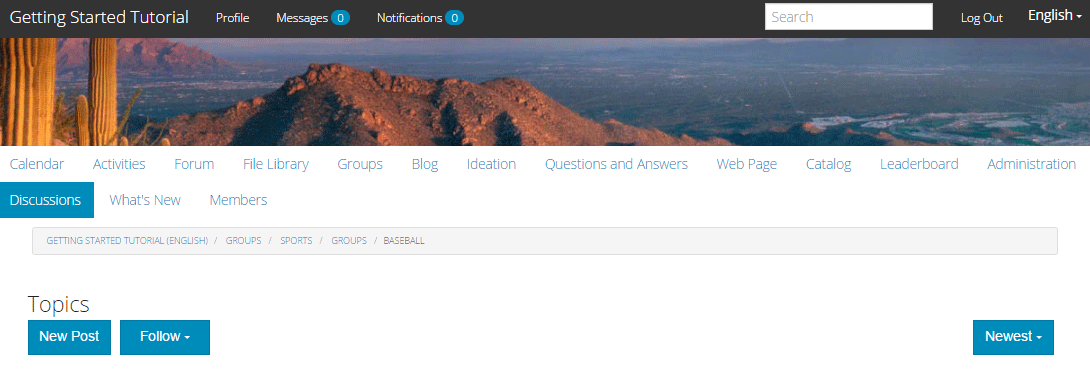 Getting Started Tutorial Profile Messages 0 Notifications 0 Search Log Out English
Calendar Activities Forum File Library Groups Blog Ideation Questions and Answers Web Page Catalog Leaderboard Administration
Discussions What's New Members
GETTING STARTED TUTORIAL (ENGLISH) / GROUPS / SPORTS / GROUPS / BASEBALL
Topics
New Post Follow Newest